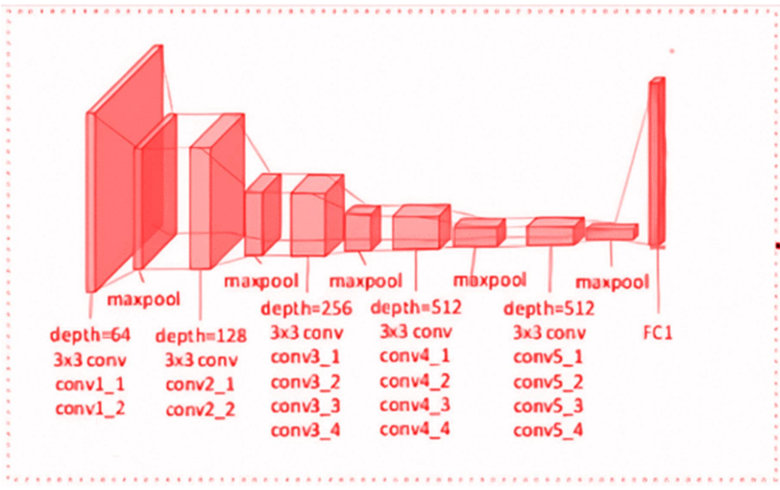 maxpool
maxpool
maxpool
maxpool
maxpool
depth=64
3x3 conv
conv1_1
conv1_2
depth=128
3x3 conv
conv2_1
conv2_2
depth=256
3x3 conv
conv3_1
conv3_2
conv3_3
conv3_4
depth=512
3x3 conv
conv4_1
conv4_2
conv4_3
conv4_4
depth=512
3x3 conv
conv5_1
conv5_2
conv5_3
conv5_4
FC1